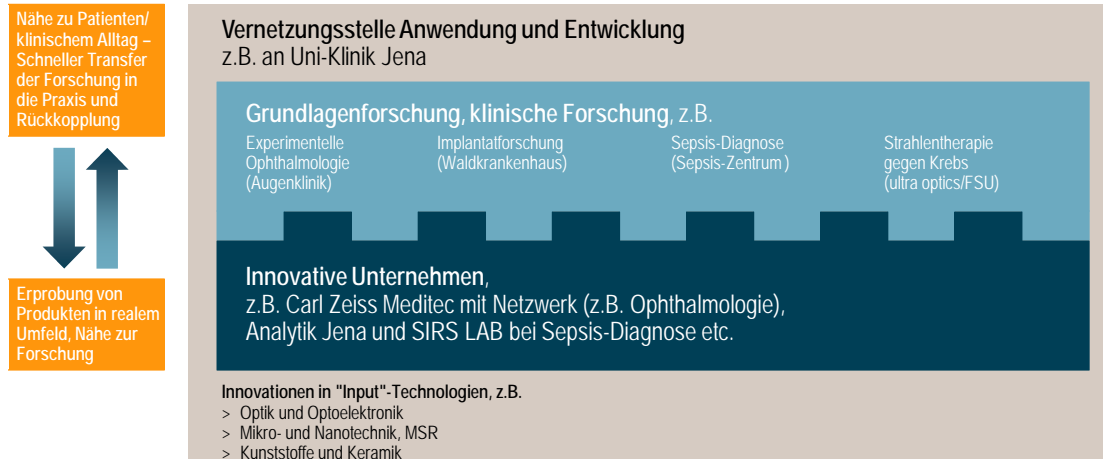 Nähe zu Patienten/
klinischem Alltag –
Schneller Transfer
der Forschung in
die Praxis und
Rückkopplung
Erprobung von
Produkten in realem
Umfeld, Nähe zur
Forschung
Vernetzungsstelle Anwendung und Entwicklung
z.B. an Uni-Klinik Jena
Grundlagenforschung, klinische Forschung, z.B.
Experimentelle
Ophthalmologie
(Augenklinik)
Implantatforschung
(Waldkrankenhaus)
Sepsis-Diagnose
(Sepsis-Zentrum)
Strahlentherapie
gegen Krebs
(ultra optics/FSU)
Innovative Unternehmen,
z.B. Carl Zeiss Meditec mit Netzwerk (z.B. Ophthalmologie),
Analytik Jena und SIRS LAB bei Sepsis-Diagnose etc.
Innovationen in "Input"-Technologien, z.B.
> Optik und Optoelektronik
> Mikro- und Nanotechnik, MSR
> Kunststoffe und Keramik